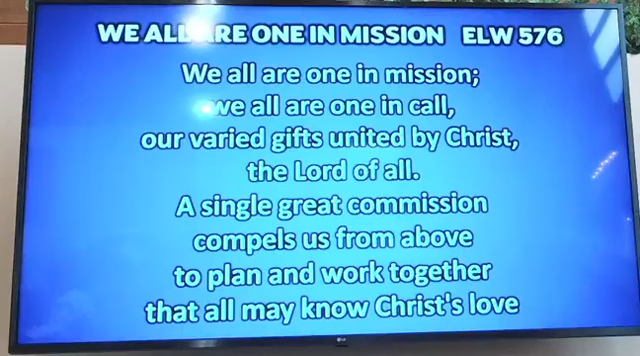 WE ALL ARE ONE IN MISSION ELW 576
We all are one in mission;
we all are one in call,
our varied gifts united by Christ,
the Lord of all.
A single great commission
compels us from above
to plan and work together
that all may know Christ's love
LG